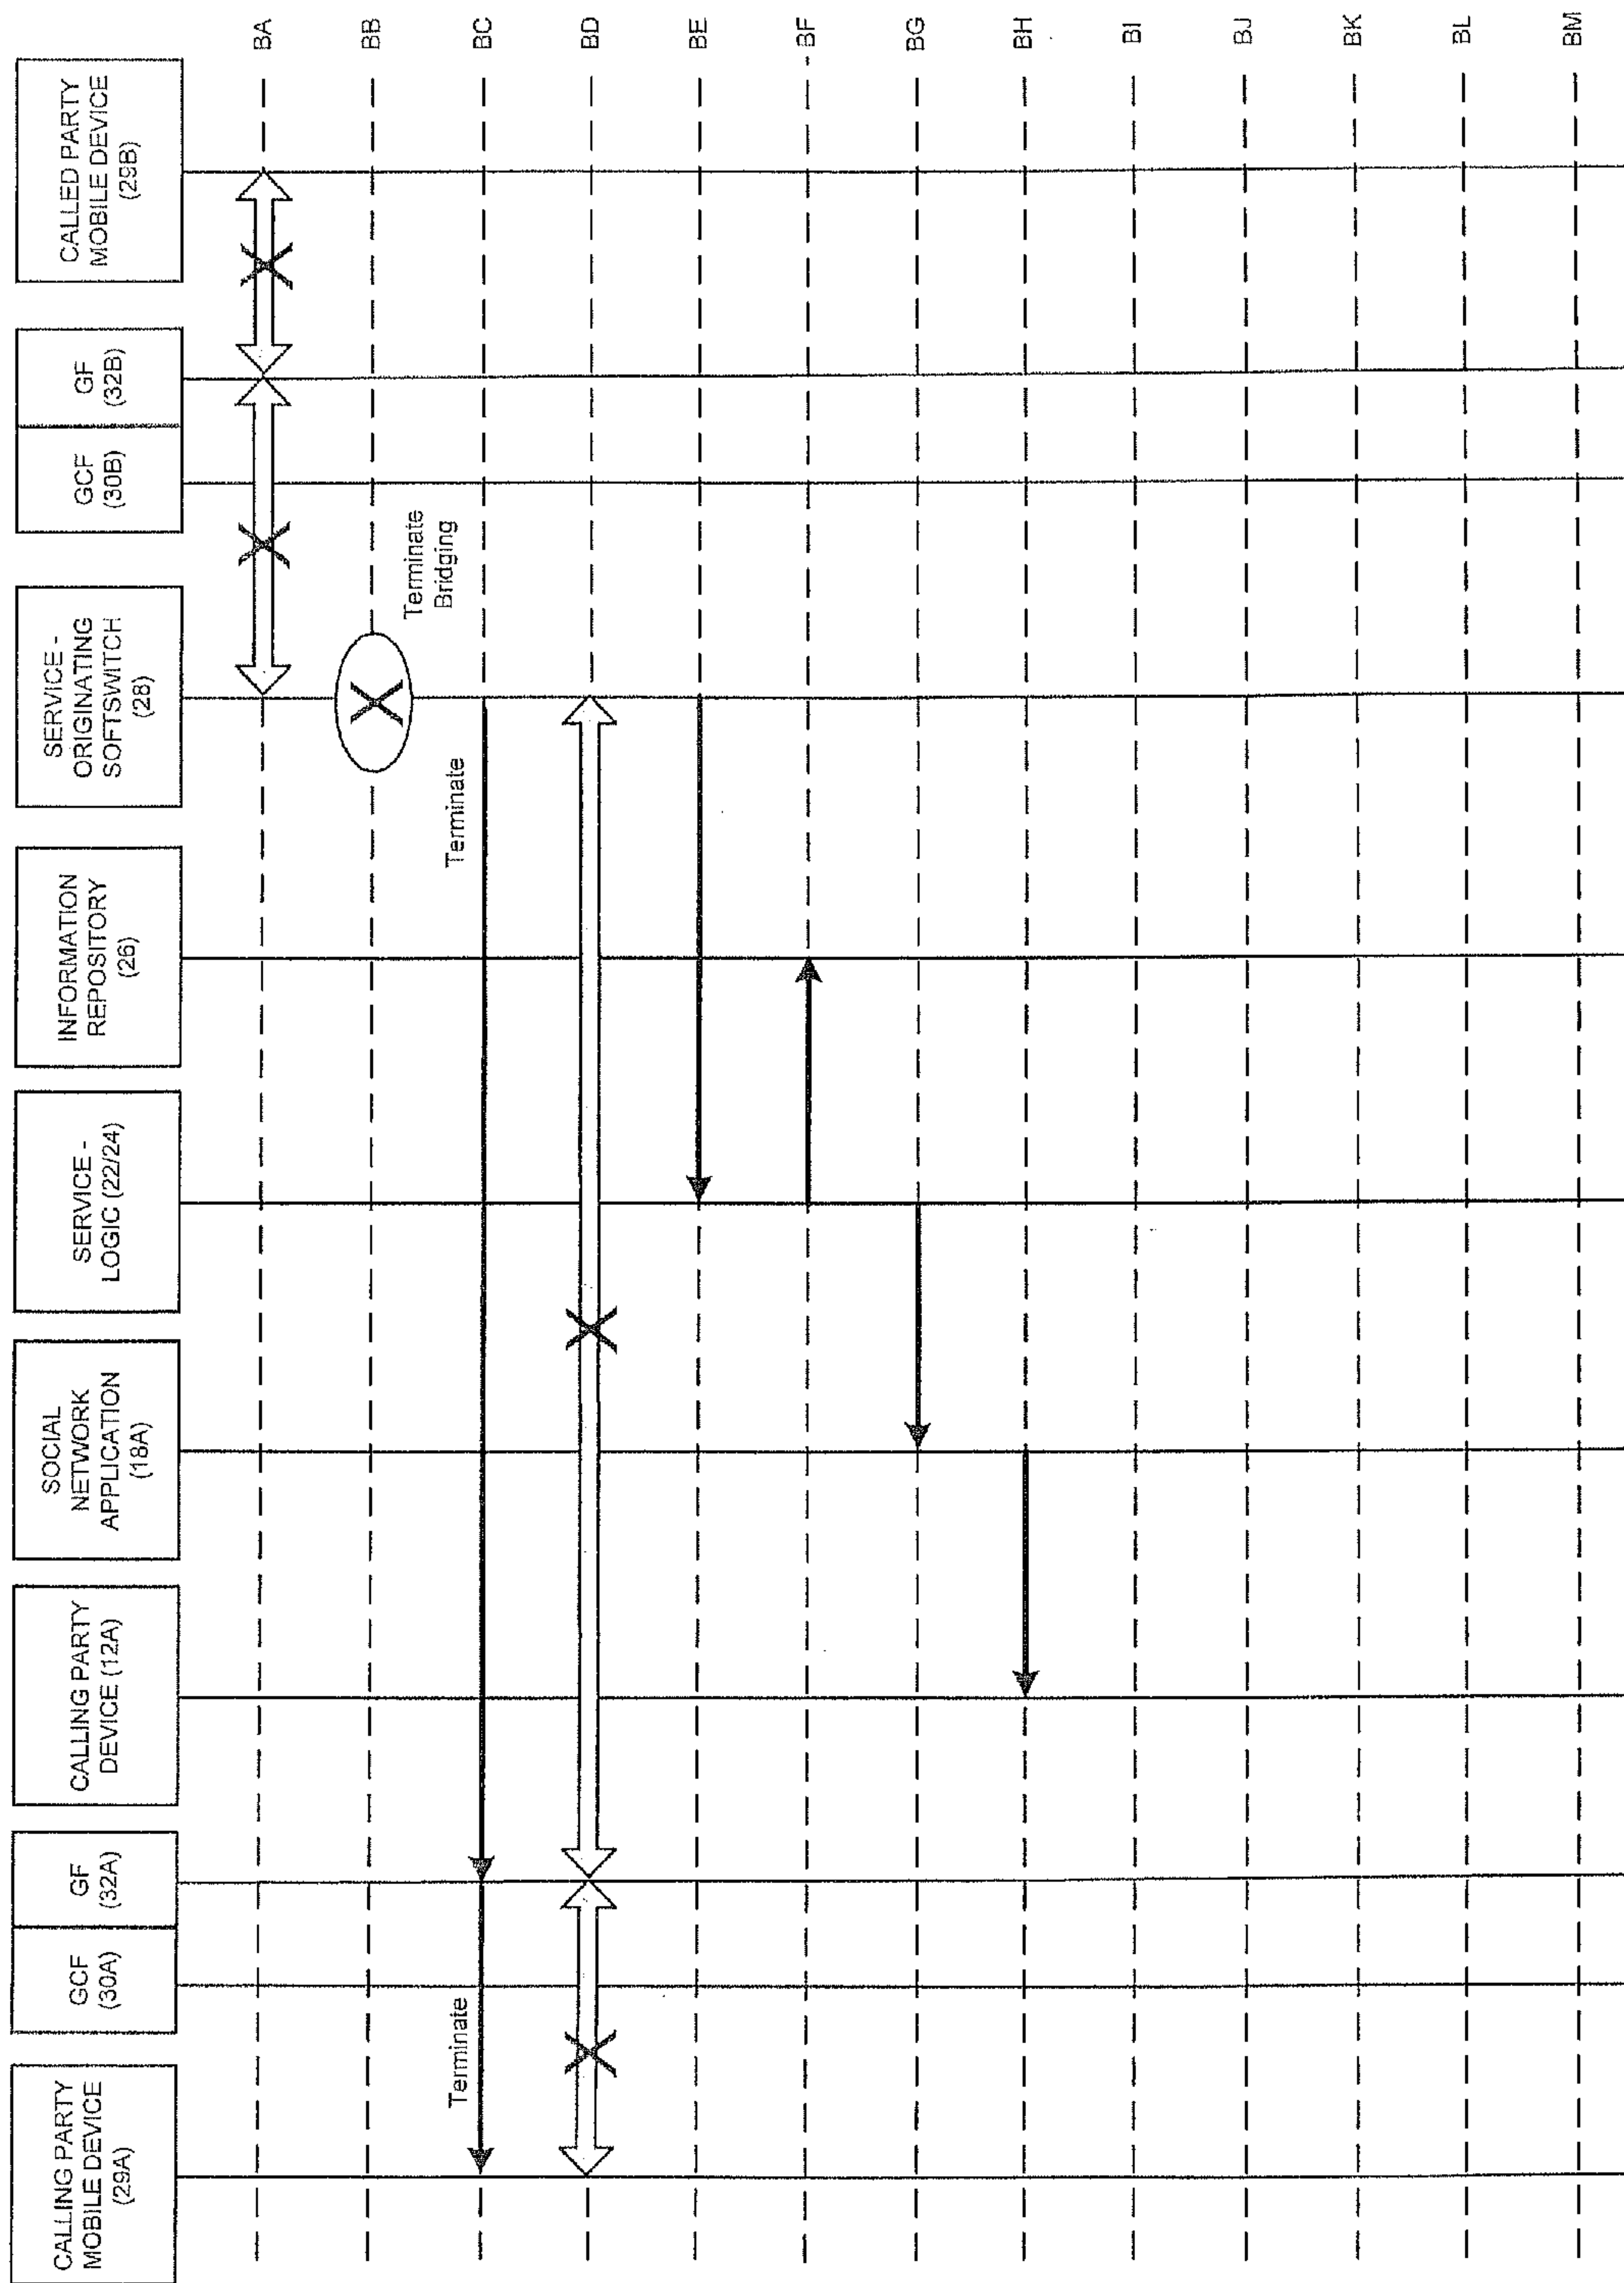 CALLING PARTY
MOBILE DEVICE
(29A)
GCF
(30A)
GF
(32A)
CALLING PARTY
DEVICE (12A)
SOCIAL
NETWORK
APPLICATION
(18A)
SERVICE -
LOGIC (22/24)
INFORMATION
REPOSITORY
(26)
SERVICE -
ORIGINATING
SOFTSWITCH
(28)
GCF
(30B)
GF
(32B)
CALLED PARTY
MOBILE DEVICE
(29B)
BA
Terminate
Bridging
BB
Terminate
Terminate
BC
BD
BE
BF
BG
BH
BI
BJ
BK
BL
BM